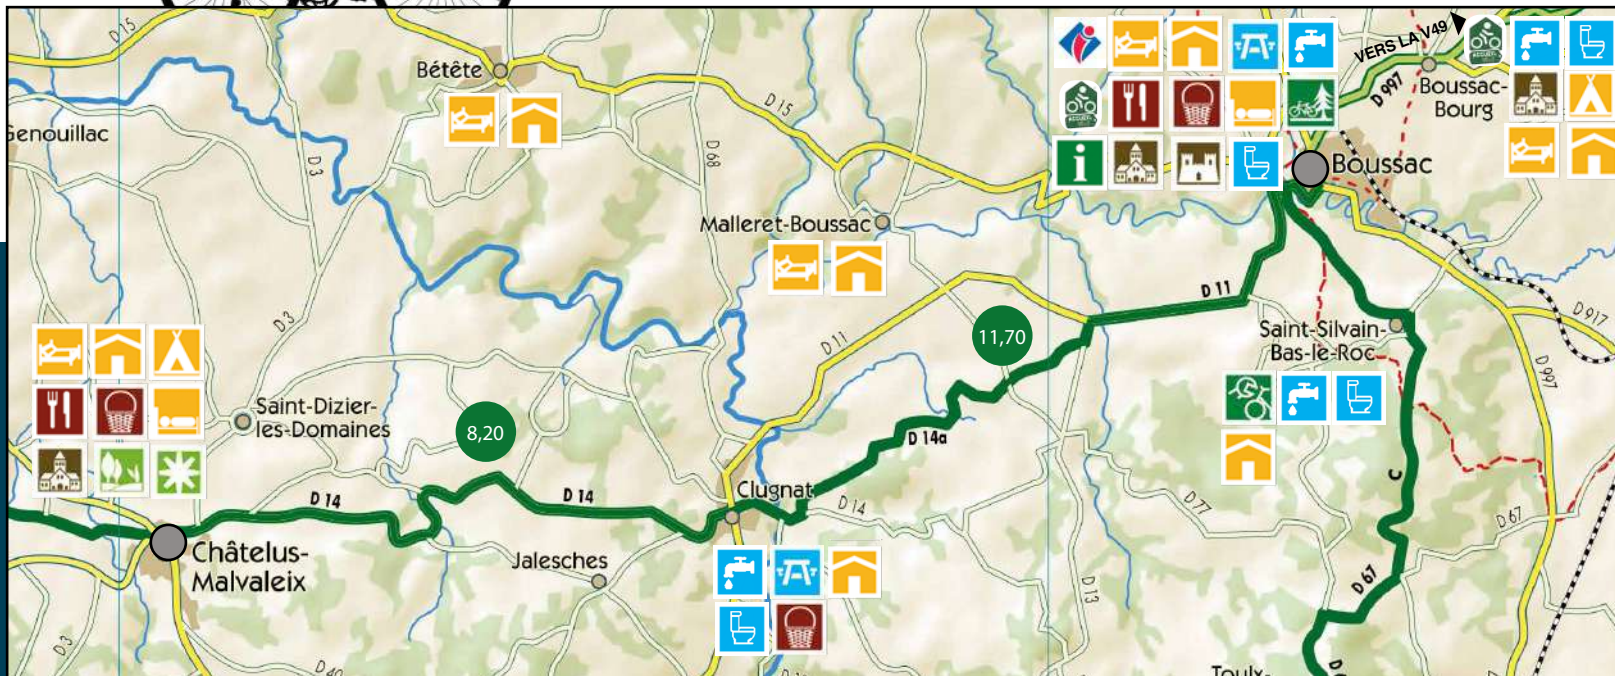 D 15
Bétête
D 15
VERS LA V49
D 997
Boussac-
Bourg
ACCUEIL
ACCUEIL
Genouillac
D 3
D 68
Boussac
i
Malleret-Boussac
D 3
D 11
D 11
11,70
Saint-Silvain-
Bas-le-Roc
D 917
D 997
Saint-Dizier-
les-Domaines
8,20
D 14a
C
D 14
D 14
Clugnat
D 14
D 77
D 67
Châtelus-
Malvaleix
Jalesches
D 13
D 67
D 3
D 40
Toulx-